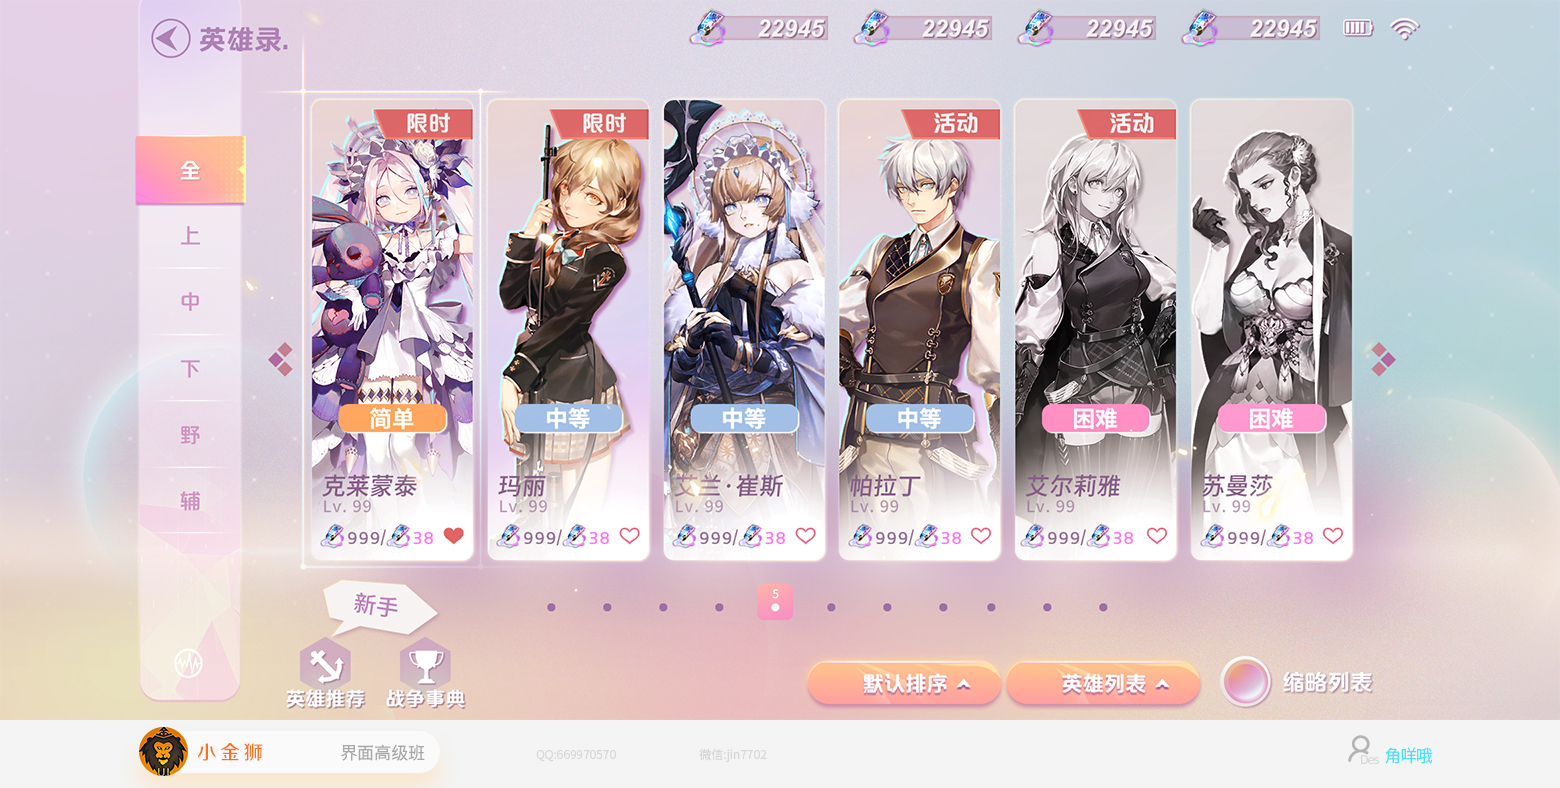 英雄录.
22945 22945 22945 22945
全
上
中
下
野
辅
限时
简单
克莱蒙泰
Lv. 99
999/38
限时
中等
玛丽
Lv. 99
999/38
中等
艾兰·崔斯
Lv. 99
999/38
活动
中等
帕拉丁
Lv. 99
999/38
活动
困难
艾尔莉雅
Lv. 99
999/38
困难
苏曼莎
Lv. 99
999/38
5
新手
英雄推荐
战争事典
默认排序
英雄列表
缩略列表
小金狮
界面高级班
QQ:669970570
微信:jin7702
Des
角咩哦